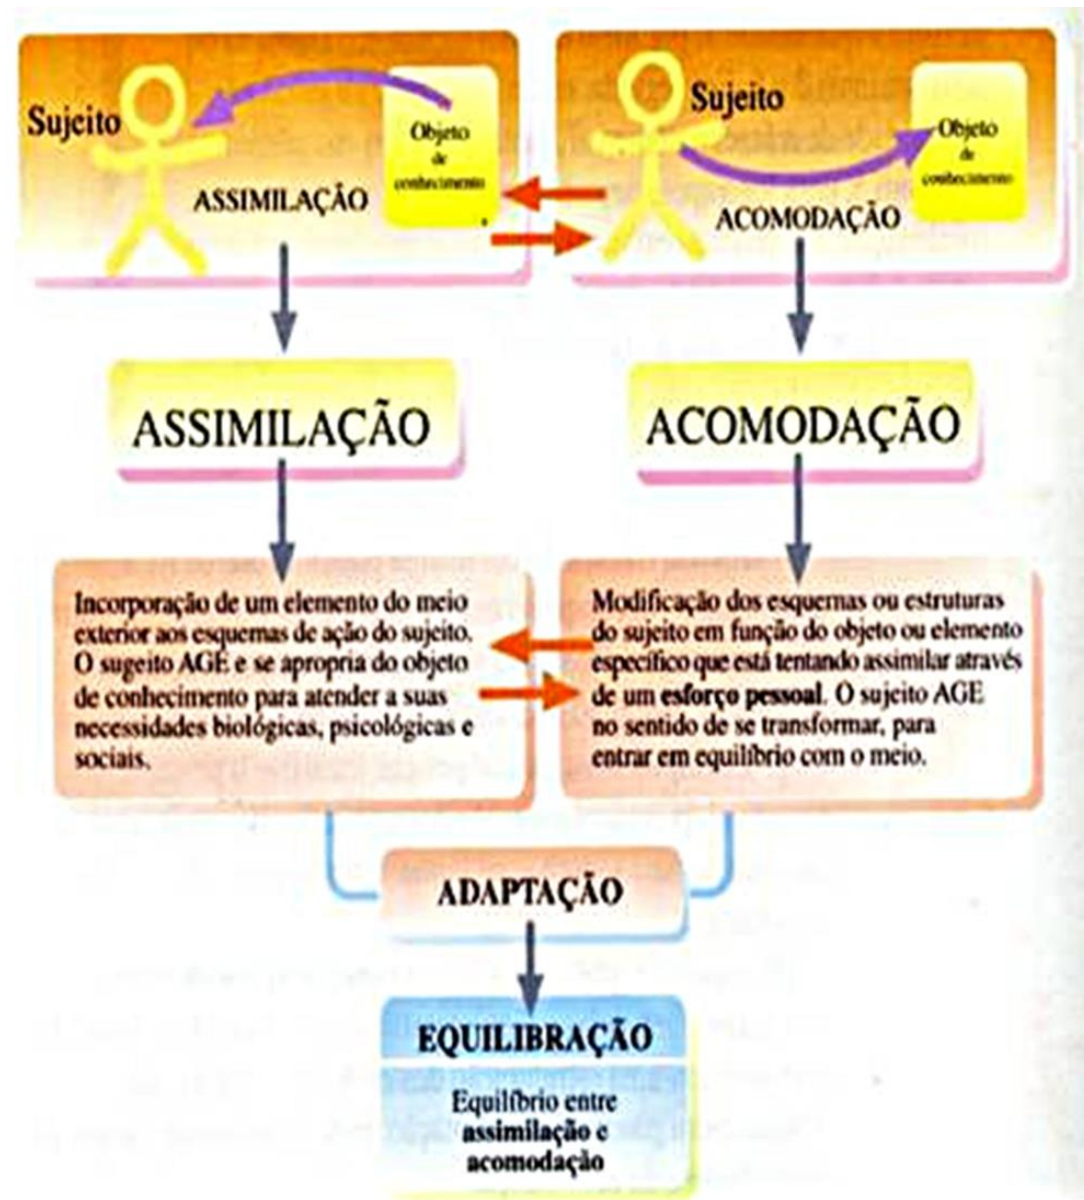 Sujeito
Objeto
de
conhecimento
ASSIMILAÇÃO
Sujeito
Objeto
de
conhecimento
ACOMODAÇÃO
ASSIMILAÇÃO
ACOMODAÇÃO
Incorporação de um elemento do meio
exterior aos esquemas de ação do sujeito.
O sugeito AGE e se apropria do objeto
de conhecimento para atender a suas
necessidades biológicas, psicológicas e
sociais.
Modificação dos esquemas ou estruturas
do sujeito em função do objeto ou elemento
específico que está tentando assimilar através
de um esforço pessoal. O sujeito AGE
no sentido de se transformar, para
entrar em equilíbrio com o meio.
ADAPTAÇÃO
EQUILIBRAÇÃO
Equilíbrio entre
assimilação e
acomodação